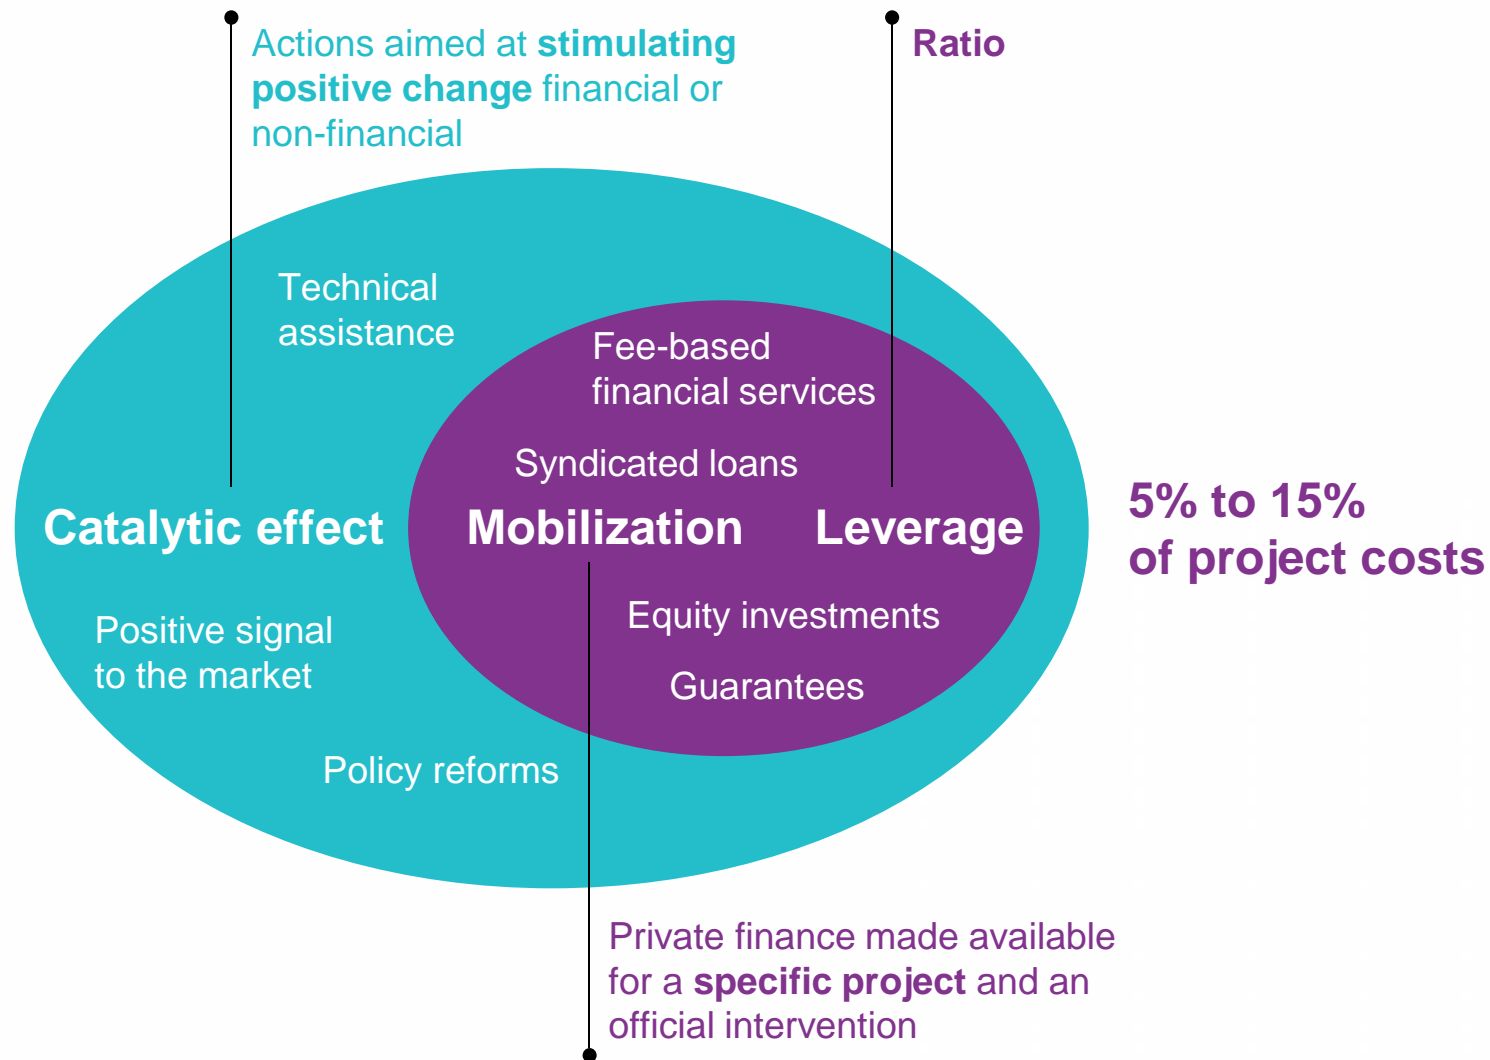 Actions aimed at stimulating
positive change financial or
non-financial
Ratio
Technical
assistance
Fee-based
financial services
Syndicated loans
Catalytic effect
Mobilization
Leverage
5% to 15%
of project costs
Equity investments
Positive signal
to the market
Guarantees
Policy reforms
Private finance made available
for a specific project and an
official intervention